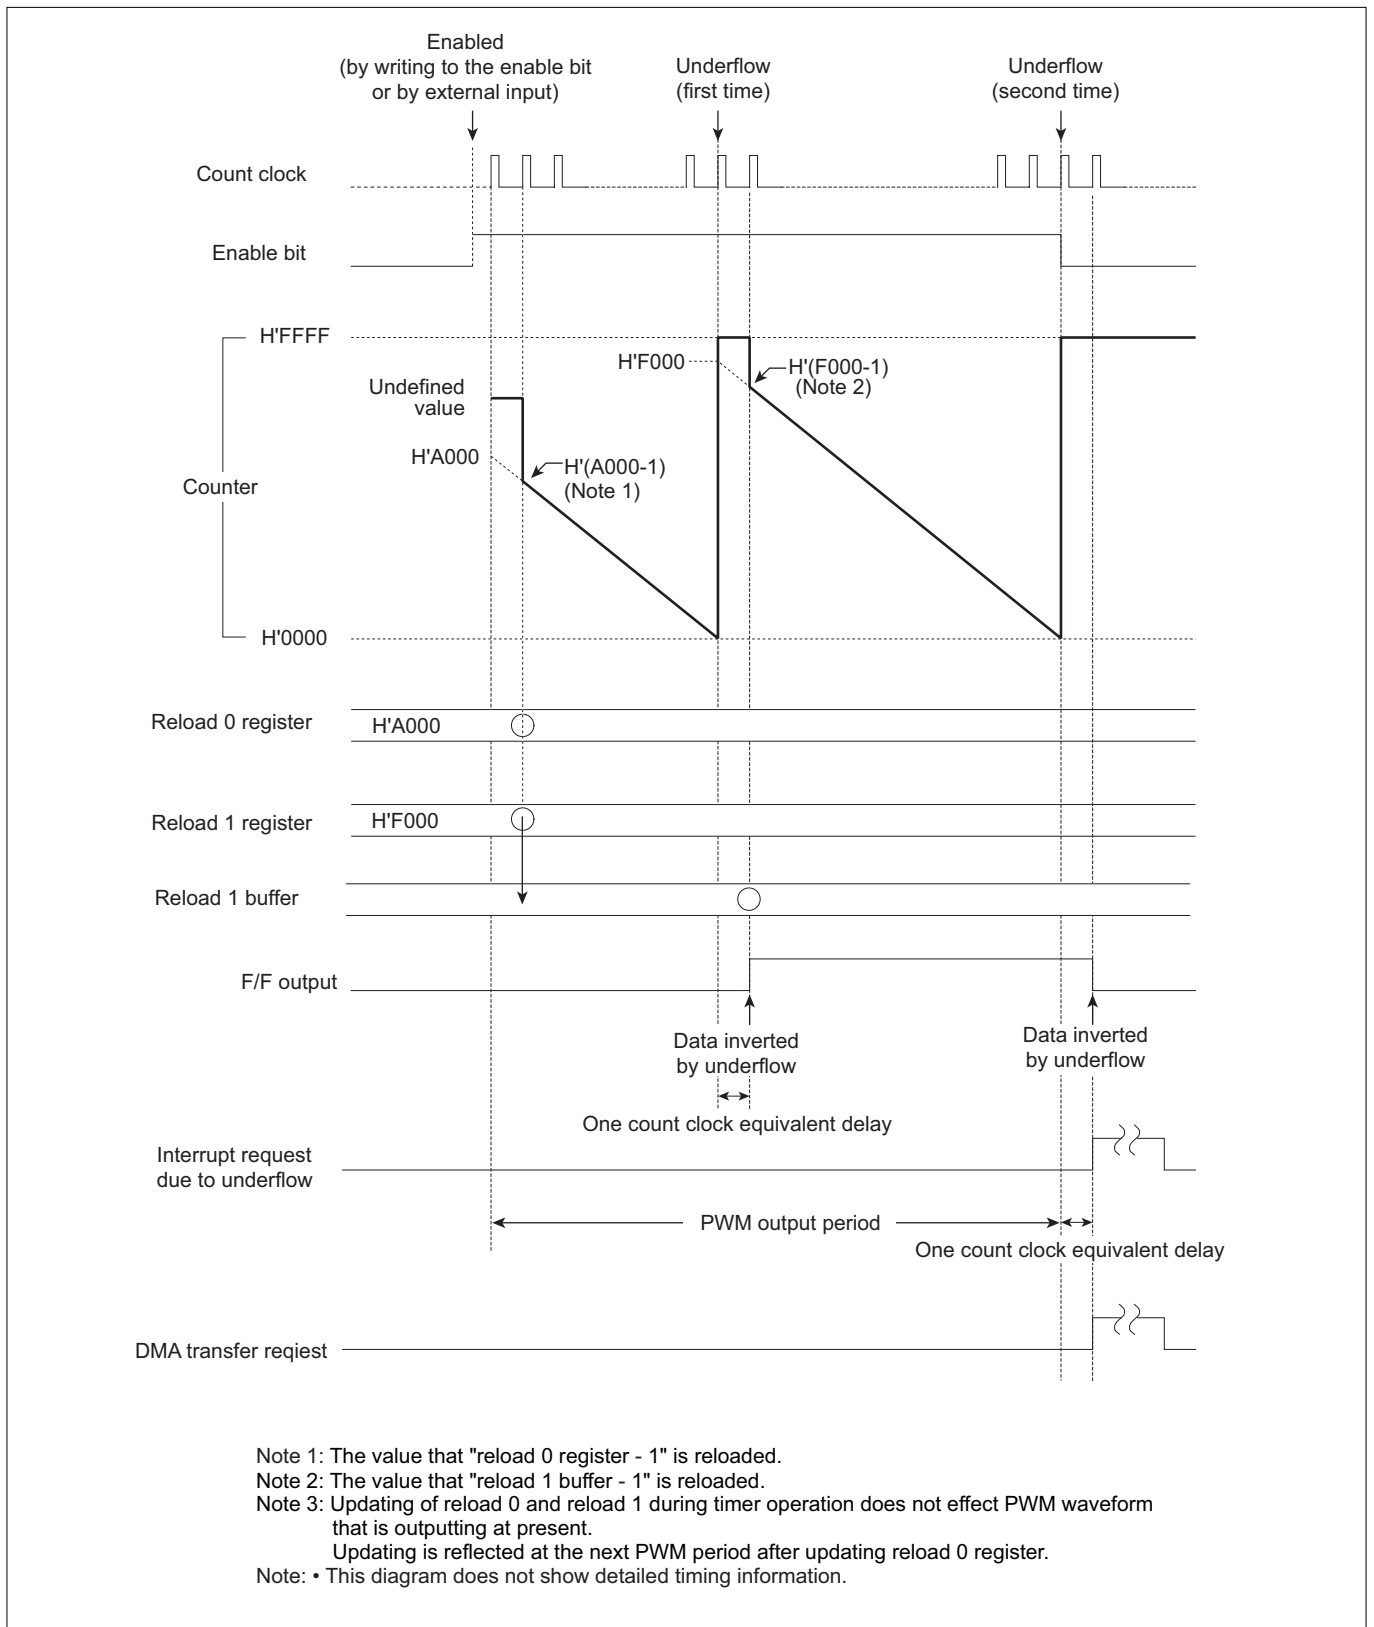 Enabled
(by writing to the enable bit
or by external input)
Underflow
(first time)
Underflow
(second time)
Count clock
Enable bit
H'FFFF
H'F000
H'(F000-1)
(Note 2)
Undefined
value
H'A000
H'(A000-1)
(Note 1)
Counter
H'0000
Reload 0 register
H'A000
Reload 1 register
H'F000
Reload 1 buffer
F/F output
Data inverted
by underflow
Data inverted
by underflow
One count clock equivalent delay
Interrupt request
due to underflow
PWM output period
One count clock equivalent delay
DMA transfer reqiest
Note 1: The value that "reload 0 register - 1" is reloaded.
Note 2: The value that "reload 1 buffer - 1" is reloaded.
Note 3: Updating of reload 0 and reload 1 during timer operation does not effect PWM waveform
that is outputting at present.
Updating is reflected at the next PWM period after updating reload 0 register.
Note: • This diagram does not show detailed timing information.